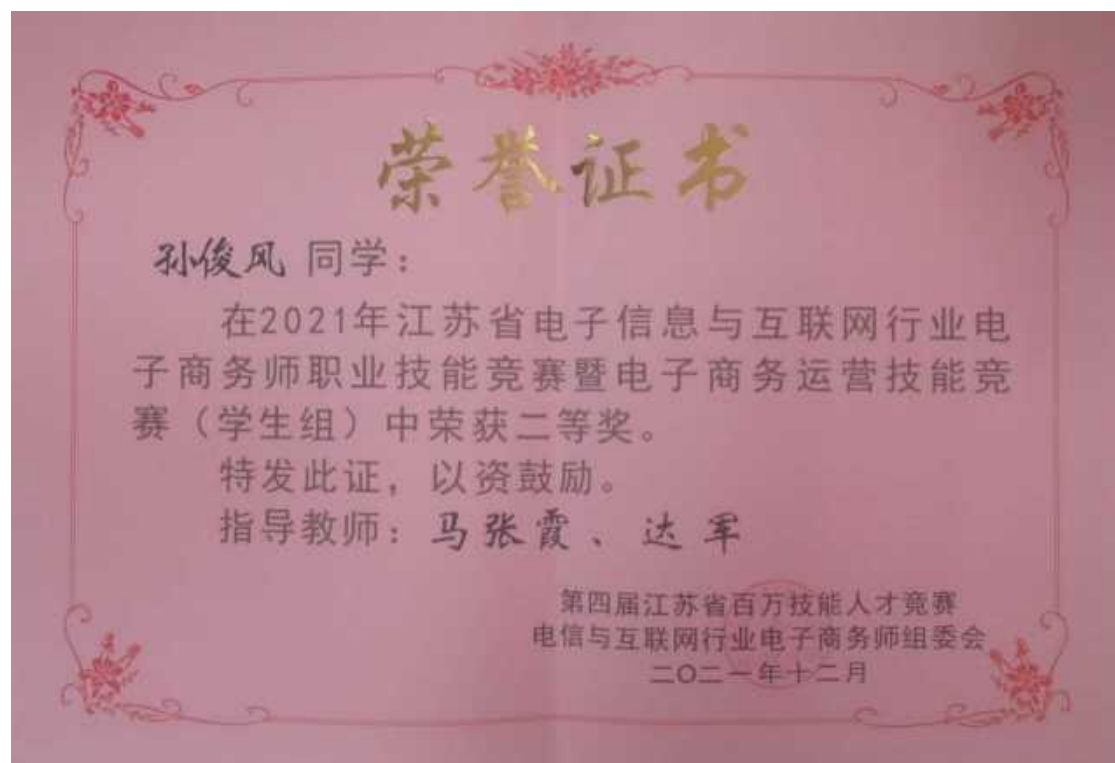 荣誉证书
孙俊风 同学：
在2021年江苏省电子信息与互联网行业电
子商务师职业技能竞赛暨电子商务运营技能竞
赛（学生组）中荣获二等奖。
特发此证，以资鼓励。
指导教师：马张霞、达军
第四届江苏省百万技能人才竞赛
电信与互联网行业电子商务师组委会
二〇二一年十二月